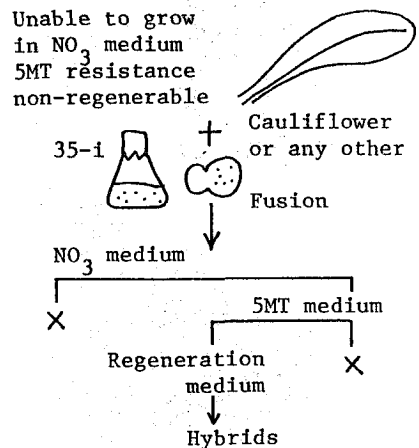 Unable to grow
in NO3 medium
5MT resistance
non-regenerable
35-i
+
Cauliflower
or any other
Fusion
NO3 medium
X
5MT medium
Regeneration
medium
X
Hybrids